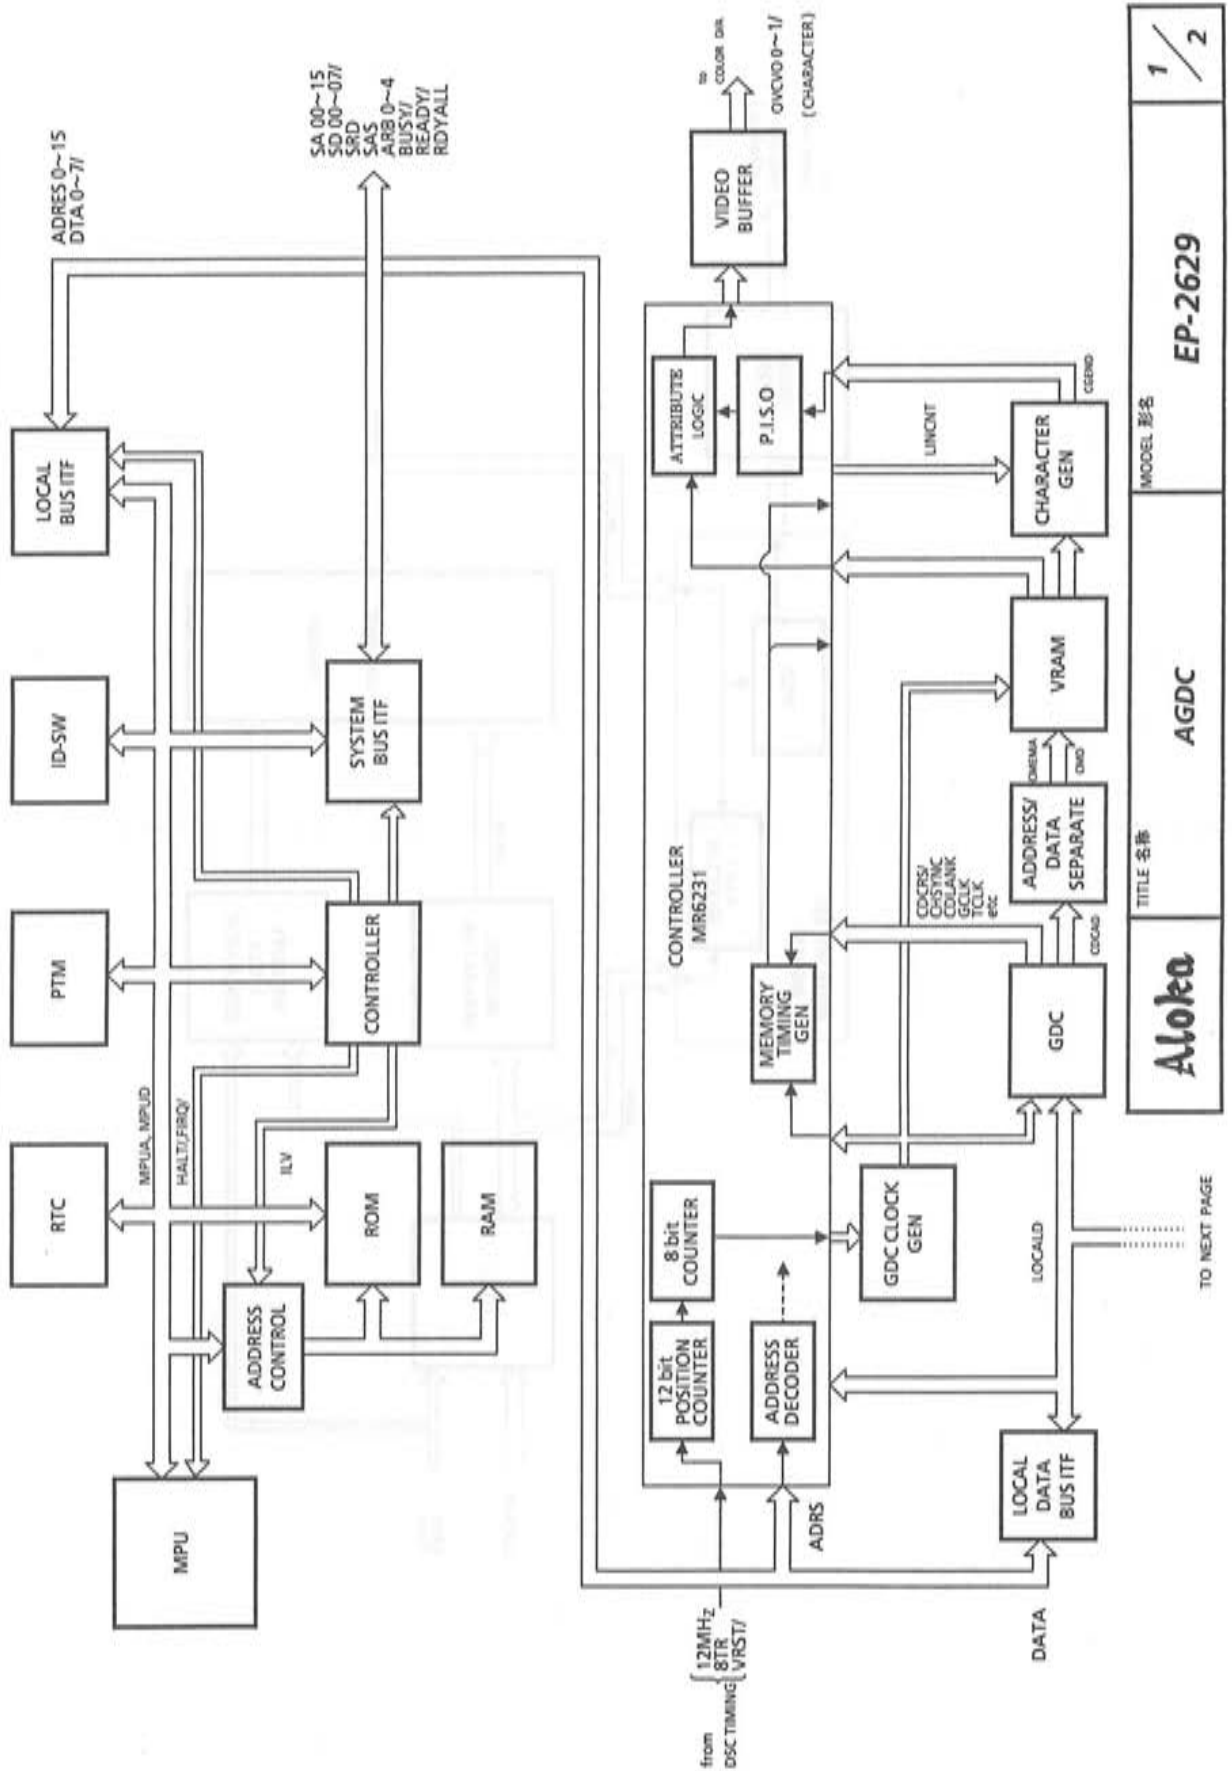 MPU
RTC
PTM
ID-SW
LOCAL
BUS ITF
ADRES 0~15
DTA 0~7/
MPUA, MPUD
HALT/,FIRQ/
ILV
ADDRESS
CONTROL
ROM
RAM
CONTROLLER
SYSTEM
BUS ITF
SA 00~15
SD 00~07/
SRD
SAS
ARB 0~4
BUSY/
READY/
RDYALL
CONTROLLER
MR6231
from
DSC TIMING
12MHz
8TR
VRST/
12 bit
POSITION
COUNTER
8 bit
COUNTER
ADDRESS
DECODER
MEMORY
TIMING
GEN
ATTRIBUTE
LOGIC
P.I.S.O
VIDEO
BUFFER
to
COLOR D/A
OVCVO 0~1/
(CHARACTER)
ADRS
DATA
GDC CLOCK
GEN
CDCRS/
CHSYNC
CDLANK
GCLK
TCLK
etc
LINCNT
LOCAL
DATA
BUS ITF
LOCALD
GDC
CDCAD
ADDRESS/
DATA
SEPARATE
CMEMIA
CMD
VRAM
CHARACTER
GEN
CGEND
TO NEXT PAGE
Aloka
TITLE 名称
AGDC
MODEL 形名
EP-2629
1/2